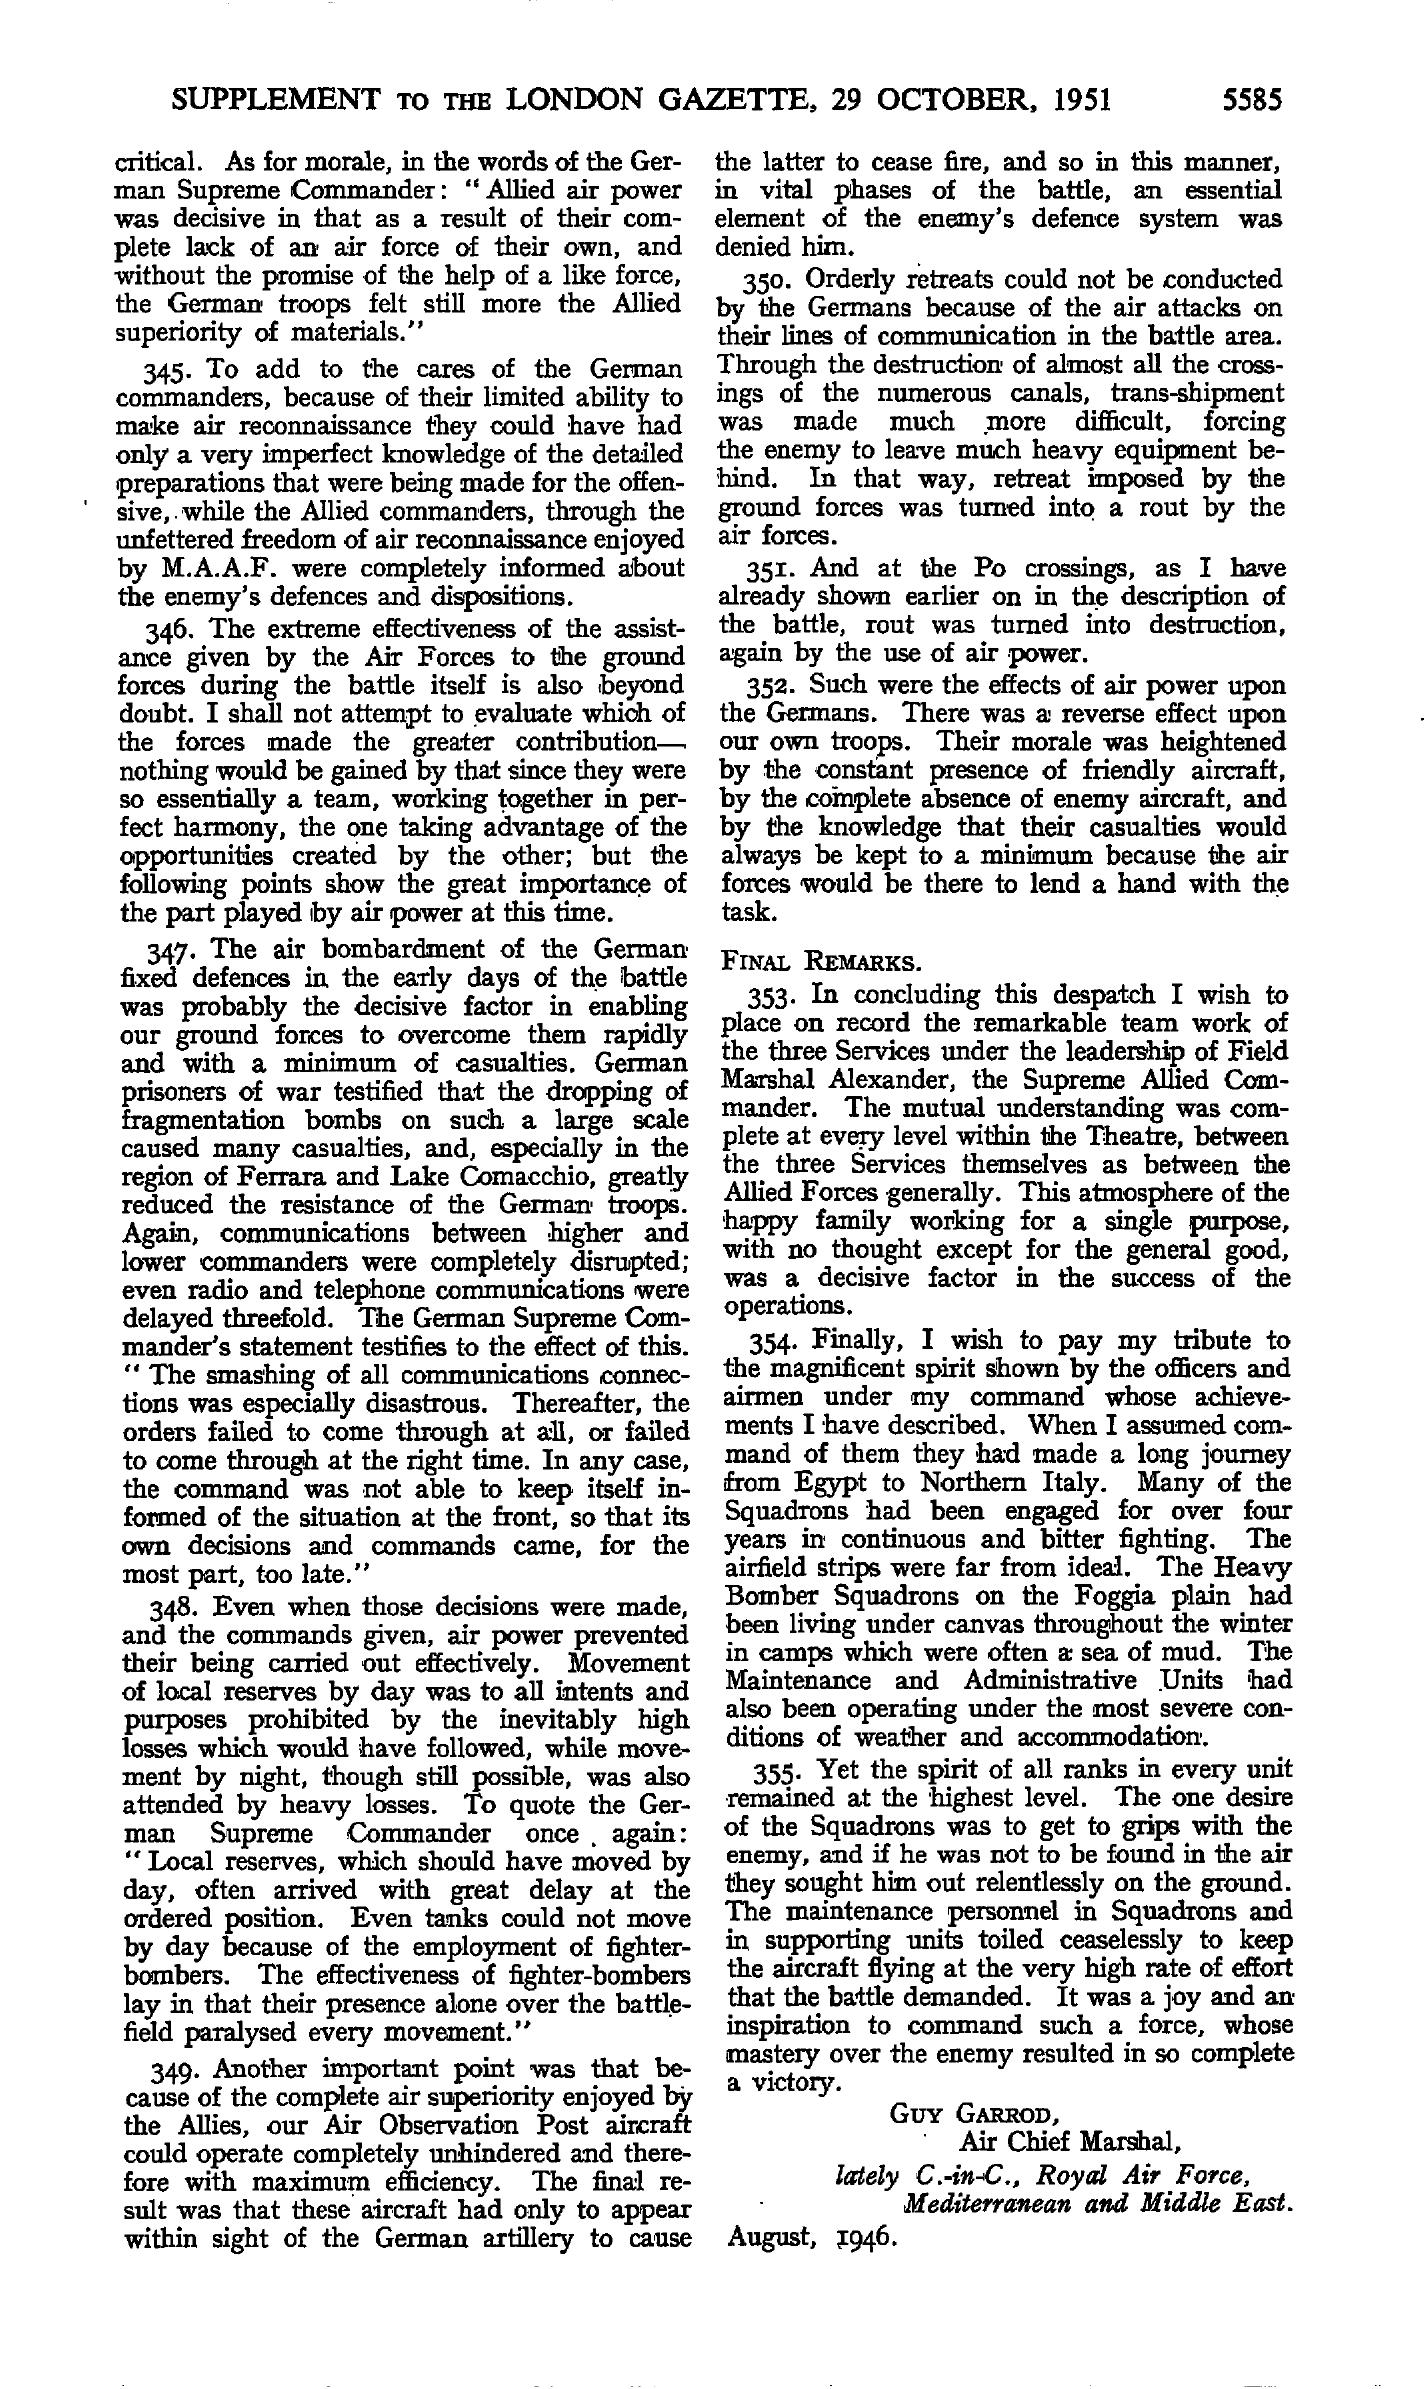 SUPPLEMENT TO THE LONDON GAZETTE, 29 OCTOBER, 1951 5585
critical. As for morale, in the words of the Ger-
man Supreme Commander: "Allied air power
was decisive in that as a result of their com-
plete lack of an air force of their own, and
without the promise of the help of a like force,
the German troops felt still more the Allied
superiority of materials."
345. To add to the cares of the German
commanders, because of their limited ability to
make air reconnaissance they could have had
only a very imperfect knowledge of the detailed
preparations that were being made for the offen-
sive, while the Allied commanders, through the
unfettered freedom of air reconnaissance enjoyed
by M.A.A.F. were completely informed about
the enemy's defences and dispositions.
346. The extreme effectiveness of the assist-
ance given by the Air Forces to the ground
forces during the battle itself is also beyond
doubt. I shall not attempt to evaluate which of
the forces made the greater contribution—
nothing would be gained by that since they were
so essentially a team, working together in per-
fect harmony, the one taking advantage of the
opportunities created by the other; but the
following points show the great importance of
the part played by air power at this time.
347. The air bombardment of the German
fixed defences in the early days of the battle
was probably the decisive factor in enabling
our ground forces to overcome them rapidly
and with a minimum of casualties. German
prisoners of war testified that the dropping of
fragmentation bombs on such a large scale
caused many casualties, and, especially in the
region of Ferrara and Lake Comacchio, greatly
reduced the resistance of the German troops.
Again, communications between higher and
lower commanders were completely disrupted;
even radio and telephone communications were
delayed threefold. The German Supreme Com-
mander's statement testifies to the effect of this.
"The smashing of all communications connec-
tions was especially disastrous. Thereafter, the
orders failed to come through at all, or failed
to come through at the right time. In any case,
the command was not able to keep itself in-
formed of the situation at the front, so that its
own decisions and commands came, for the
most part, too late."
348. Even when those decisions were made,
and the commands given, air power prevented
their being carried out effectively. Movement
of local reserves by day was to all intents and
purposes prohibited by the inevitably high
losses which would have followed, while move-
ment by night, though still possible, was also
attended by heavy losses. To quote the Ger-
man Supreme Commander once again:
"Local reserves, which should have moved by
day, often arrived with great delay at the
ordered position. Even tanks could not move
by day because of the employment of fighter-
bombers. The effectiveness of fighter-bombers
lay in that their presence alone over the battle-
field paralysed every movement."
349. Another important point was that be-
cause of the complete air superiority enjoyed by
the Allies, our Air Observation Post aircraft
could operate completely unhindered and there-
fore with maximum efficiency. The final re-
sult was that these aircraft had only to appear
within sight of the German artillery to cause
the latter to cease fire, and so in this manner,
in vital phases of the battle, an essential
element of the enemy's defence system was
denied him.
350. Orderly retreats could not be conducted
by the Germans because of the air attacks on
their lines of communication in the battle area.
Through the destruction of almost all the cross-
ings of the numerous canals, trans-shipment
was made much more difficult, forcing
the enemy to leave much heavy equipment be-
hind. In that way, retreat imposed by the
ground forces was turned into a rout by the
air forces.
351. And at the Po crossings, as I have
already shown earlier on in the description of
the battle, rout was turned into destruction,
again by the use of air power.
352. Such were the effects of air power upon
the Germans. There was a reverse effect upon
our own troops. Their morale was heightened
by the constant presence of friendly aircraft,
by the complete absence of enemy aircraft, and
by the knowledge that their casualties would
always be kept to a minimum because the air
forces would be there to lend a hand with the
task.
FINAL REMARKS.
353. In concluding this despatch I wish to
place on record the remarkable team work of
the three Services under the leadership of Field
Marshal Alexander, the Supreme Allied Com-
mander. The mutual understanding was com-
plete at every level within the Theatre, between
the three Services themselves as between the
Allied Forces generally. This atmosphere of the
happy family working for a single purpose,
with no thought except for the general good,
was a decisive factor in the success of the
operations.
354. Finally, I wish to pay my tribute to
the magnificent spirit shown by the officers and
airmen under my command whose achieve-
ments I have described. When I assumed com-
mand of them they had made a long journey
from Egypt to Northern Italy. Many of the
Squadrons had been engaged for over four
years in continuous and bitter fighting. The
airfield strips were far from ideal. The Heavy
Bomber Squadrons on the Foggia plain had
been living under canvas throughout the winter
in camps which were often a sea of mud. The
Maintenance and Administrative Units had
also been operating under the most severe con-
ditions of weather and accommodation.
355. Yet the spirit of all ranks in every unit
remained at the highest level. The one desire
of the Squadrons was to get to grips with the
enemy, and if he was not to be found in the air
they sought him out relentlessly on the ground.
The maintenance personnel in Squadrons and
in supporting units toiled ceaselessly to keep
the aircraft flying at the very high rate of effort
that the battle demanded. It was a joy and an
inspiration to command such a force, whose
mastery over the enemy resulted in so complete
a victory.
GUY GARROD,
Air Chief Marshal,
lately C.-in-C., Royal Air Force,
Mediterranean and Middle East.
August, 1946.